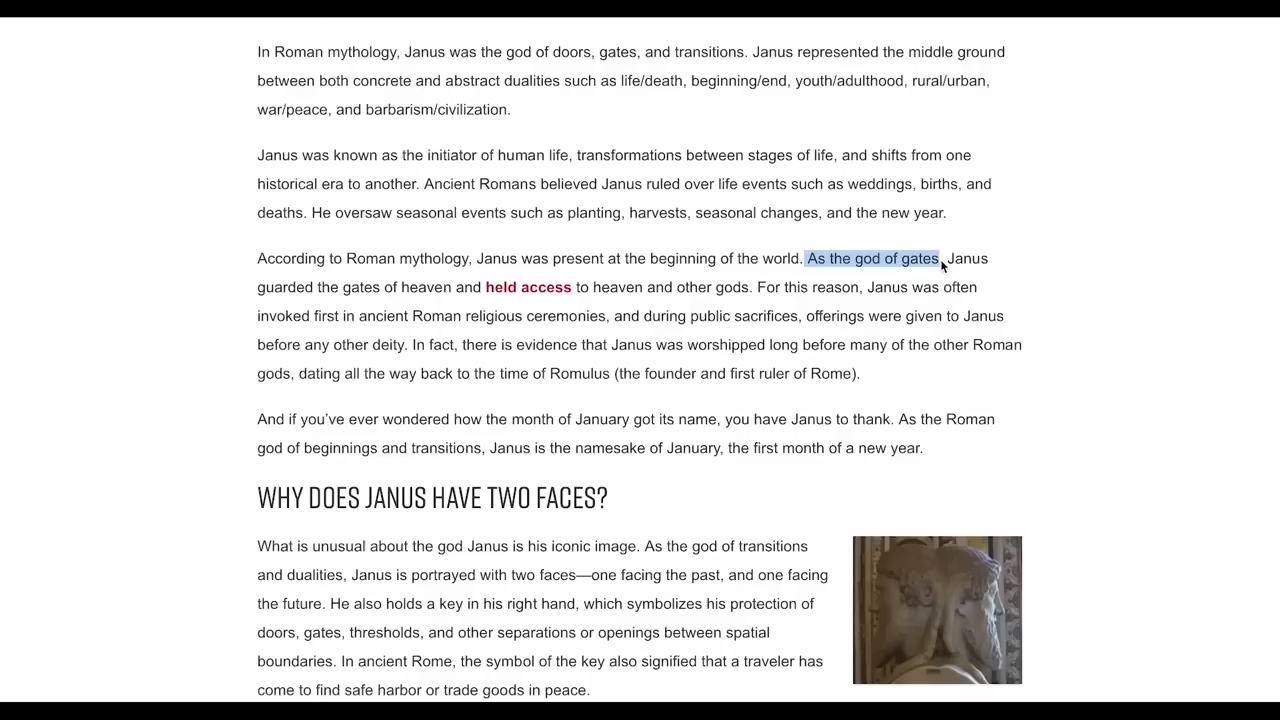 In Roman mythology, Janus was the god of doors, gates, and transitions. Janus represented the middle ground
between both concrete and abstract dualities such as life/death, beginning/end, youth/adulthood, rural/urban,
war/peace, and barbarism/civilization.
Janus was known as the initiator of human life, transformations between stages of life, and shifts from one
historical era to another. Ancient Romans believed Janus ruled over life events such as weddings, births, and
deaths. He oversaw seasonal events such as planting, harvests, seasonal changes, and the new year.
According to Roman mythology, Janus was present at the beginning of the world. As the god of gates, Janus
guarded the gates of heaven and held access to heaven and other gods. For this reason, Janus was often
invoked first in ancient Roman religious ceremonies, and during public sacrifices, offerings were given to Janus
before any other deity. In fact, there is evidence that Janus was worshipped long before many of the other Roman
gods, dating all the way back to the time of Romulus (the founder and first ruler of Rome).
And if you’ve ever wondered how the month of January got its name, you have Janus to thank. As the Roman
god of beginnings and transitions, Janus is the namesake of January, the first month of a new year.
WHY DOES JANUS HAVE TWO FACES?
What is unusual about the god Janus is his iconic image. As the god of transitions
and dualities, Janus is portrayed with two faces—one facing the past, and one facing
the future. He also holds a key in his right hand, which symbolizes his protection of
doors, gates, thresholds, and other separations or openings between spatial
boundaries. In ancient Rome, the symbol of the key also signified that a traveler has
come to find safe harbor or trade goods in peace.